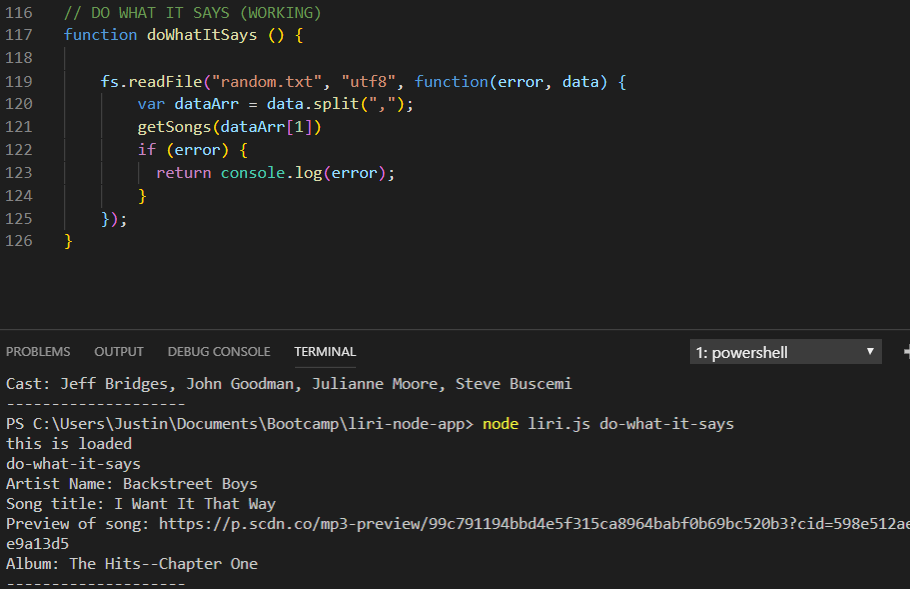 116 // DO WHAT IT SAYS (WORKING)
117 function doWhatItSays () {
118
119 fs.readFile("random.txt", "utf8", function(error, data) {
120 var dataArr = data.split(",");
121 getSongs(dataArr[1])
122 if (error) {
123 return console.log(error);
124 }
125 });
126 }
PROBLEMS OUTPUT DEBUG CONSOLE TERMINAL 1: powershell
Cast: Jeff Bridges, John Goodman, Julianne Moore, Steve Buscemi
--------------------
PS C:\Users\Justin\Documents\Bootcamp\liri-node-app> node liri.js do-what-it-says
this is loaded
do-what-it-says
Artist Name: Backstreet Boys
Song title: I Want It That Way
Preview of song: https://p.scdn.co/mp3-preview/99c791194bbd4e5f315ca8964babf0b69bc520b3?cid=598e512ae
e9a13d5
Album: The Hits--Chapter One
--------------------